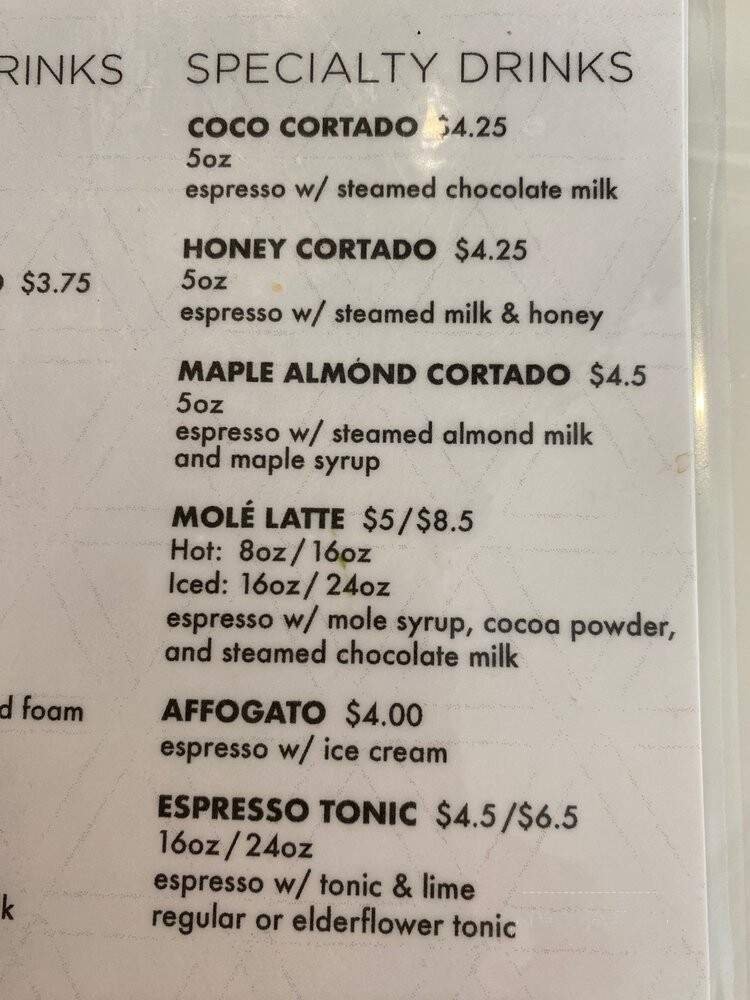 RINKS
SPECIALTY DRINKS
COCO CORTADO $4.25
5oz
espresso w/ steamed chocolate milk
HONEY CORTADO $4.25
5oz
espresso w/ steamed milk & honey
$3.75
MAPLE ALMOND CORTADO $4.5
5oz
espresso w/ steamed almond milk
and maple syrup
MOLÉ LATTE $5/$8.5
Hot: 8oz/16oz
Iced: 16oz/24oz
espresso w/ mole syrup, cocoa powder,
and steamed chocolate milk
d foam
AFFOGATO $4.00
espresso w/ ice cream
ESPRESSO TONIC $4.5/$6.5
16oz/24oz
espresso w/ tonic & lime
regular or elderflower tonic
k